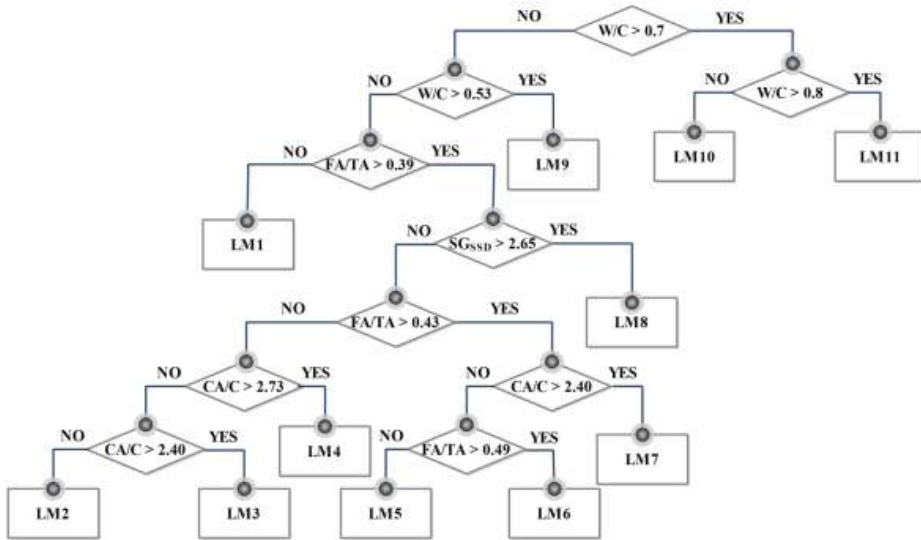 NO
YES
W/C > 0.7
NO
YES
NO
YES
W/C > 0.53
W/C > 0.8
NO
YES
FA/TA > 0.39
LM9
LM10
LM11
LM1
NO
YES
SG_SSD > 2.65
NO
YES
FA/TA > 0.43
LM8
NO
YES
NO
YES
CA/C > 2.73
CA/C > 2.40
NO
YES
LM4
NO
YES
LM7
CA/C > 2.40
FA/TA > 0.49
LM2
LM3
LM5
LM6